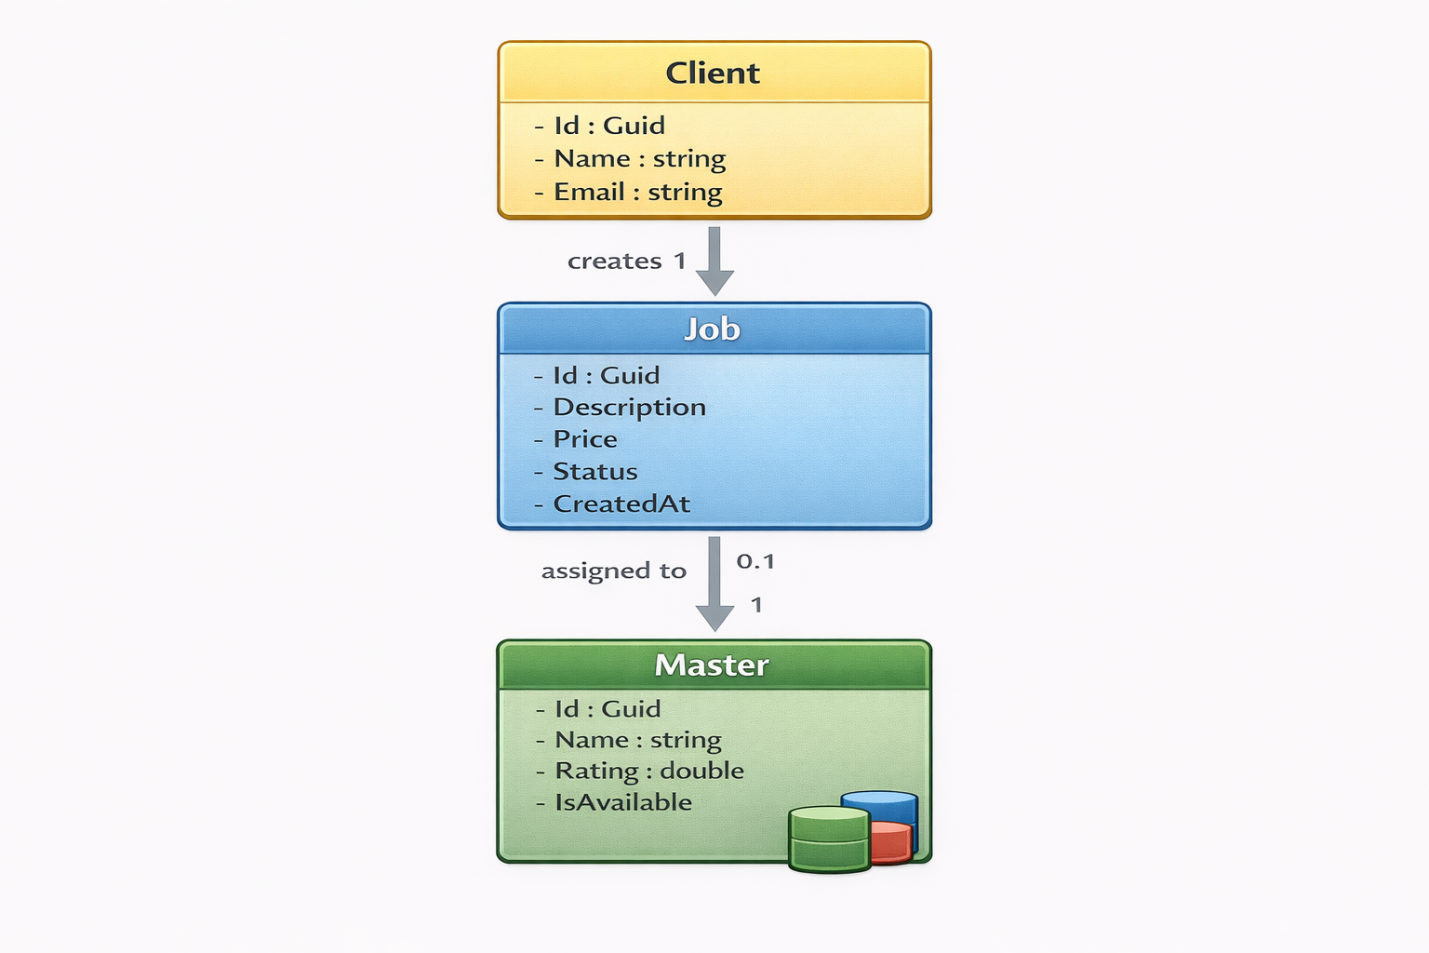 Client
- Id : Guid
- Name : string
- Email : string
creates 1
Job
- Id : Guid
- Description
- Price
- Status
- CreatedAt
assigned to
0.1
1
Master
- Id : Guid
- Name : string
- Rating : double
- IsAvailable